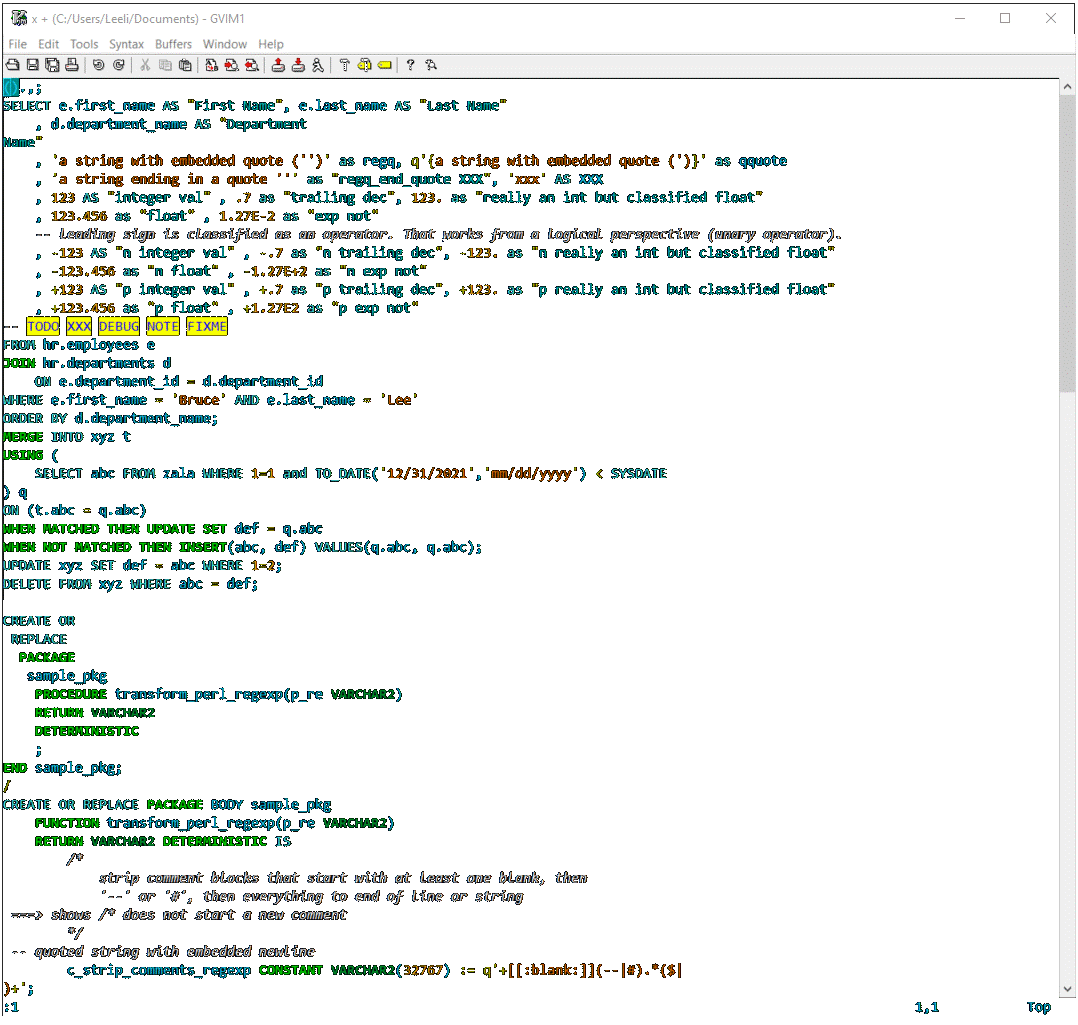 x + (C:/Users/Leeli/Documents) - GVIM1
File Edit Tools Syntax Buffers Window Help
.,;
SELECT e.first_name AS "First Name", e.last_name AS "Last Name"
    , d.department_name AS "Department
Name"
    , 'a string with embedded quote ('')' as regq, q'{a string with embedded quote (')}' as qquote
    , 'a string ending in a quote ''' as "regq_end_quote XXX", 'xxx' AS XXX
    , 123 AS "integer val" , .7 as "trailing dec", 123. as "really an int but classified float"
    , 123.456 as "float" , 1.27E-2 as "exp not"
    -- Leading sign is classified as an operator. That works from a logical perspective (unary operator).
    , -123 AS "n integer val" , -.7 as "n trailing dec", -123. as "n really an int but classified float"
    , -123.456 as "n float" , -1.27E+2 as "n exp not"
    , +123 AS "p integer val" , +.7 as "p trailing dec", +123. as "p really an int but classified float"
    , +123.456 as "p float" , +1.27E2 as "p exp not"
-- TODO XXX DEBUG NOTE FIXME
FROM hr.employees e
JOIN hr.departments d
    ON e.department_id = d.department_id
WHERE e.first_name = 'Bruce' AND e.last_name = 'Lee'
ORDER BY d.department_name;
MERGE INTO xyz t
USING (
    SELECT abc FROM zala WHERE 1=1 and TO_DATE('12/31/2021','mm/dd/yyyy') < SYSDATE
) q
ON (t.abc = q.abc)
WHEN MATCHED THEN UPDATE SET def = q.abc
WHEN NOT MATCHED THEN INSERT(abc, def) VALUES(q.abc, q.abc);
UPDATE xyz SET def = abc WHERE 1=2;
DELETE FROM xyz WHERE abc = def;

CREATE OR
 REPLACE
  PACKAGE
   sample_pkg
    PROCEDURE transform_perl_regexp(p_re VARCHAR2)
    RETURN VARCHAR2
    DETERMINISTIC
    ;
END sample_pkg;
/
CREATE OR REPLACE PACKAGE BODY sample_pkg
    FUNCTION transform_perl_regexp(p_re VARCHAR2)
    RETURN VARCHAR2 DETERMINISTIC IS
        /*
            strip comment blocks that start with at least one blank, then
            '--' or '#', then everything to end of line or string
 ---> shows /* does not start a new comment
        */
 -- quoted string with embedded newline
        c_strip_comments_regexp CONSTANT VARCHAR2(32767) := q'+[[:blank:]](--|#).*($|
)+';
:1 1,1 Top